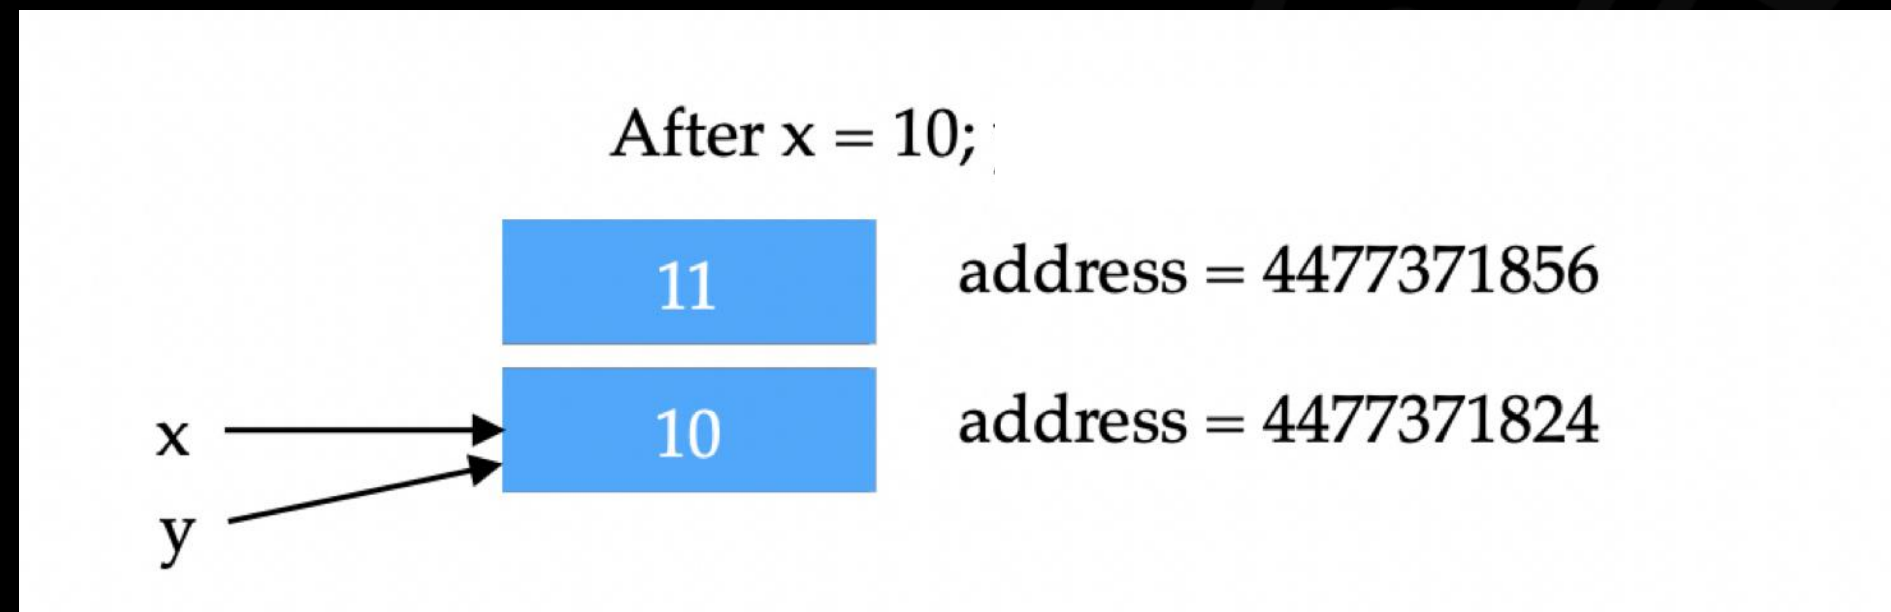 After x = 10;
11 address = 4477371856
x 10 address = 4477371824
y